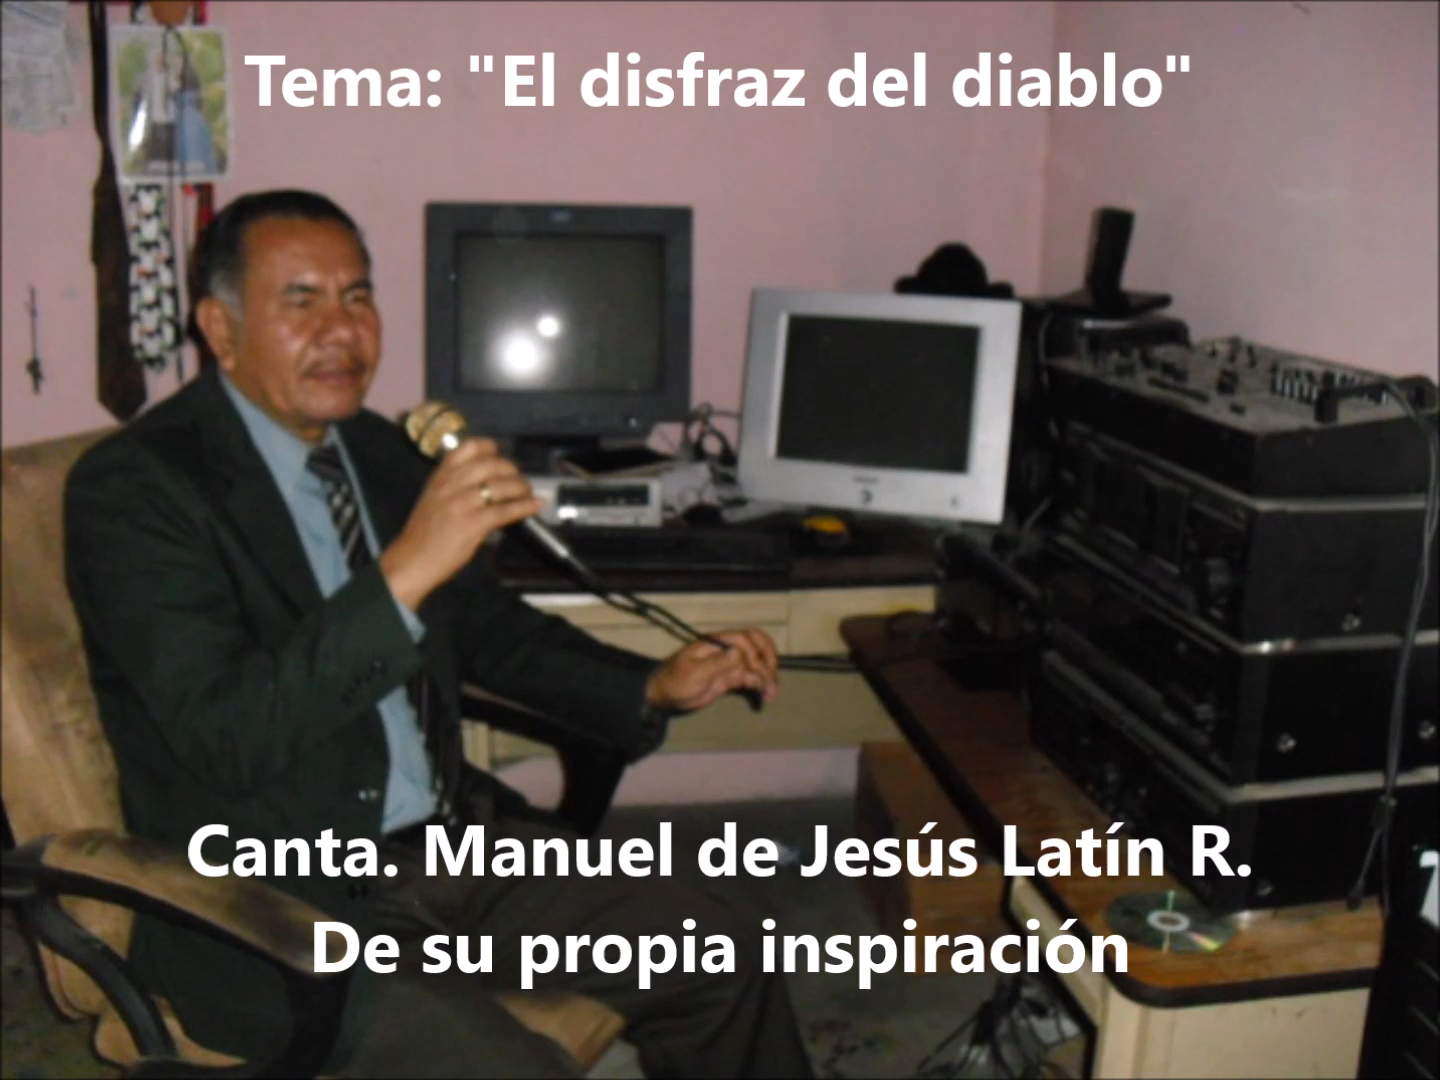 Tema: "El disfraz del diablo"
Canta. Manuel de Jesús Latín R.
De su propia inspiración